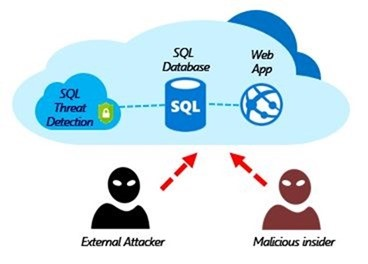 SQL
Database
Web
App
SQL
Threat
Detection
SQL
External Attacker
Malicious insider